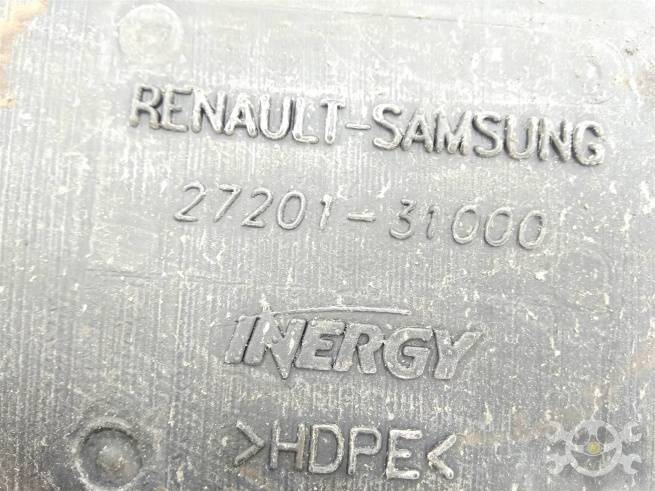 RENAULT-SAMSUNG
27201-31000
INERGY
>HDPE<